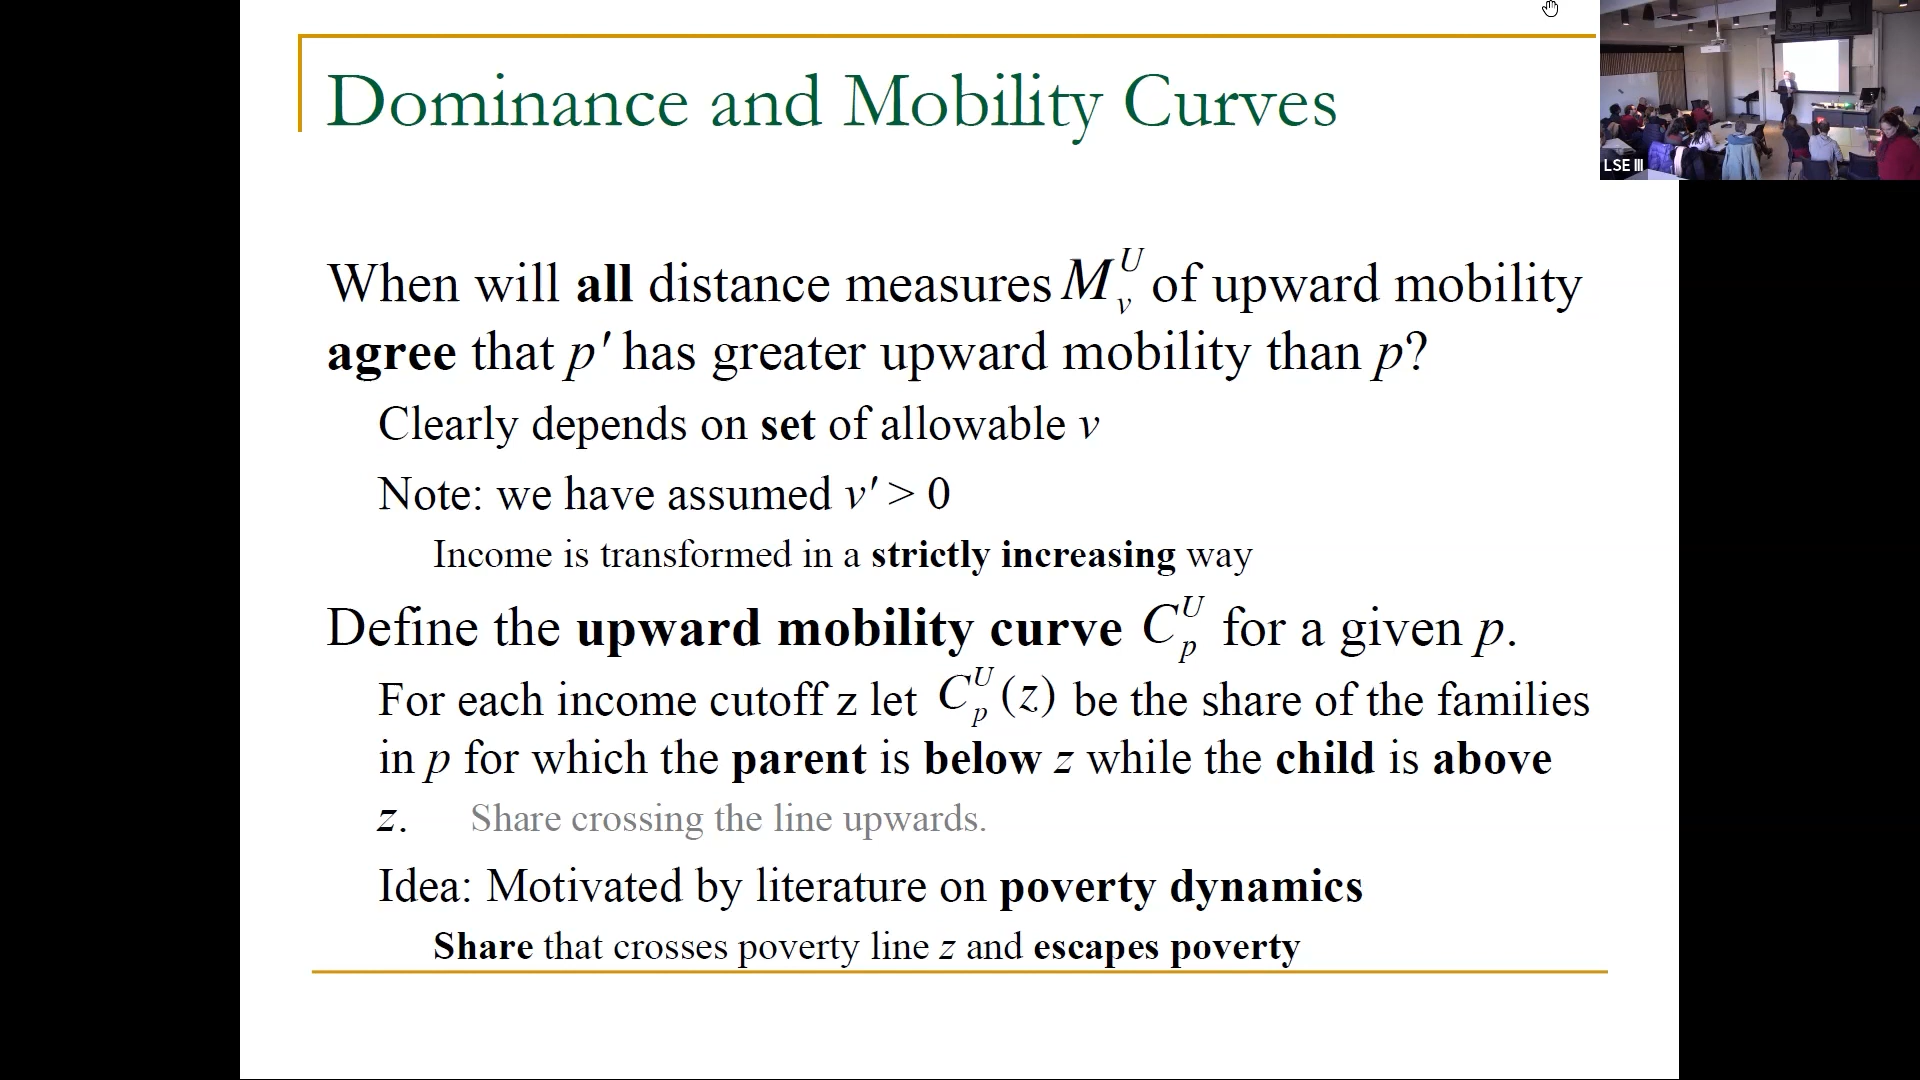 Dominance and Mobility Curves
LSE III
When will all distance measures M_v^U of upward mobility
agree that p' has greater upward mobility than p?
Clearly depends on set of allowable v
Note: we have assumed v' > 0
Income is transformed in a strictly increasing way
Define the upward mobility curve C_p^U for a given p.
For each income cutoff z let C_p^U(z) be the share of the families
in p for which the parent is below z while the child is above
z. Share crossing the line upwards.
Idea: Motivated by literature on poverty dynamics
Share that crosses poverty line z and escapes poverty